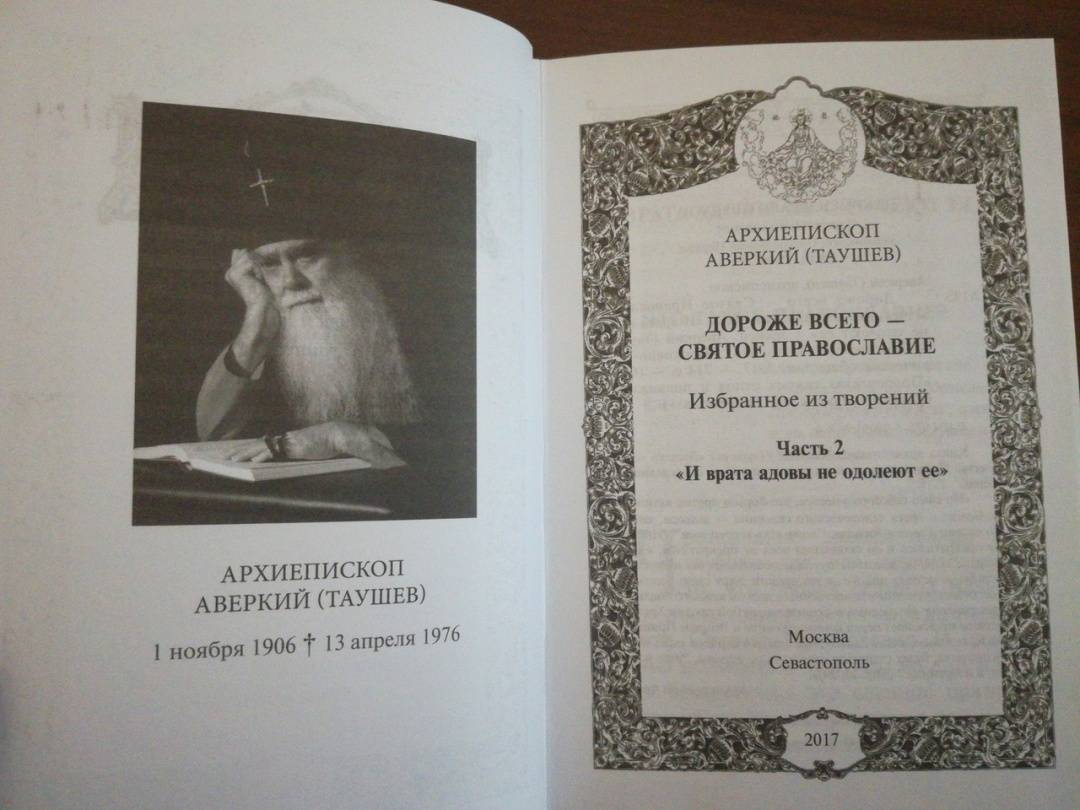 АРХИЕПИСКОП
АВЕРКИЙ (ТАУШЕВ)
1 ноября 1906 † 13 апреля 1976
АРХИЕПИСКОП
АВЕРКИЙ (ТАУШЕВ)
ДОРОЖЕ ВСЕГО —
СВЯТОЕ ПРАВОСЛАВИЕ
Избранное из творений
Часть 2
«И врата адовы не одолеют ее»
Москва
Севастополь
2017